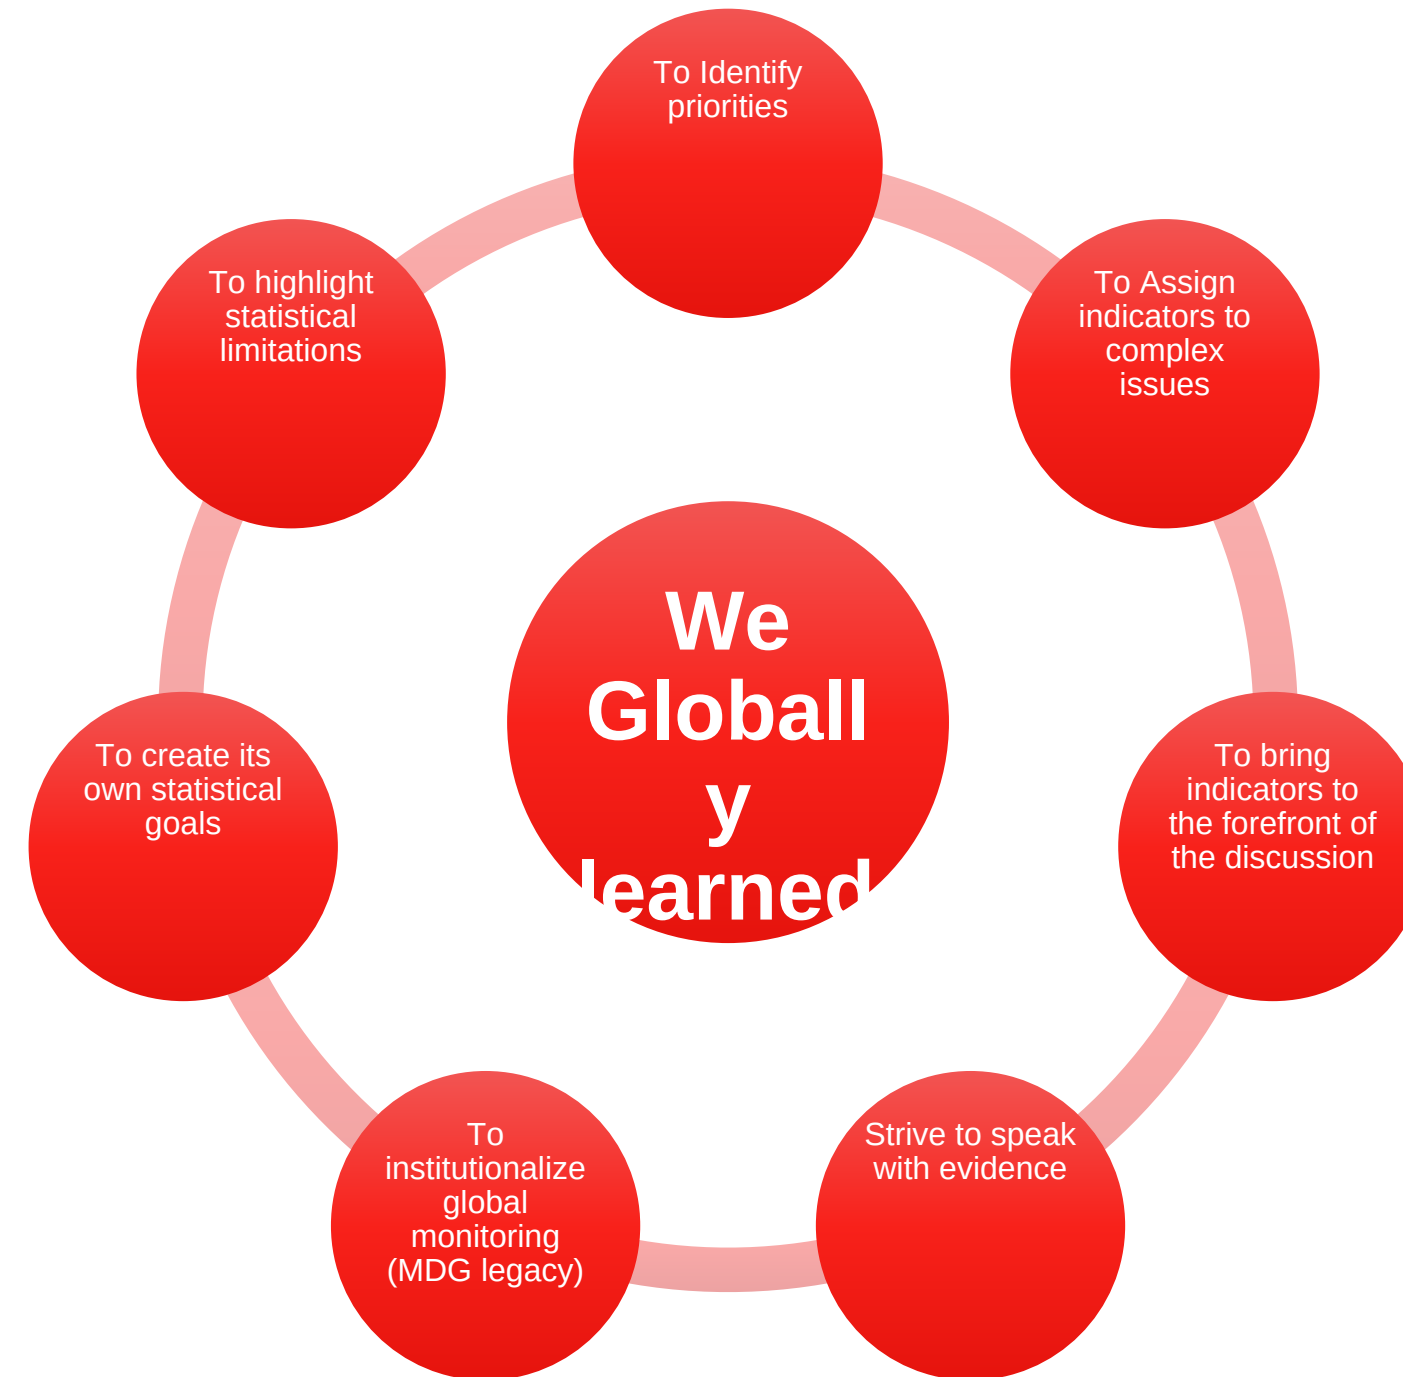 To Identify
priorities
To Assign
indicators to
complex
issues
To bring
indicators to
the forefront of
the discussion
Strive to speak
with evidence
To
institutionalize
global
monitoring
(MDG legacy)
To create its
own statistical
goals
To highlight
statistical
limitations
We
Globall
y
learned